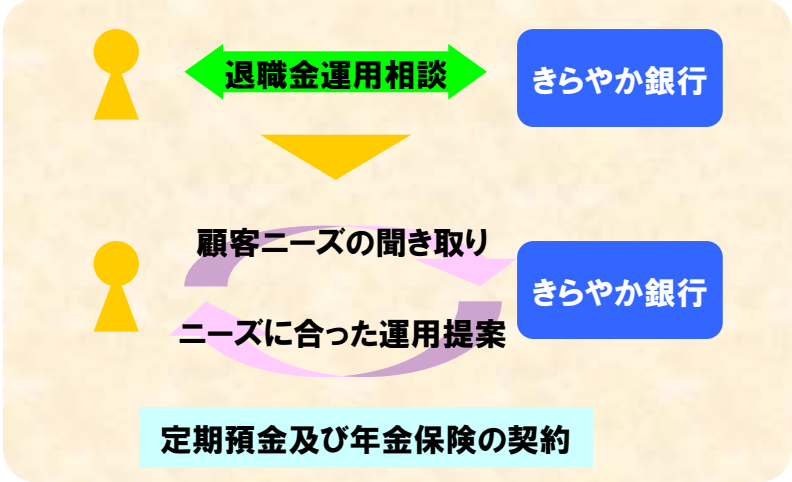 退職金運用相談
きらやか銀行
顧客ニーズの聞き取り
きらやか銀行
ニーズに合った運用提案
定期預金及び年金保険の契約